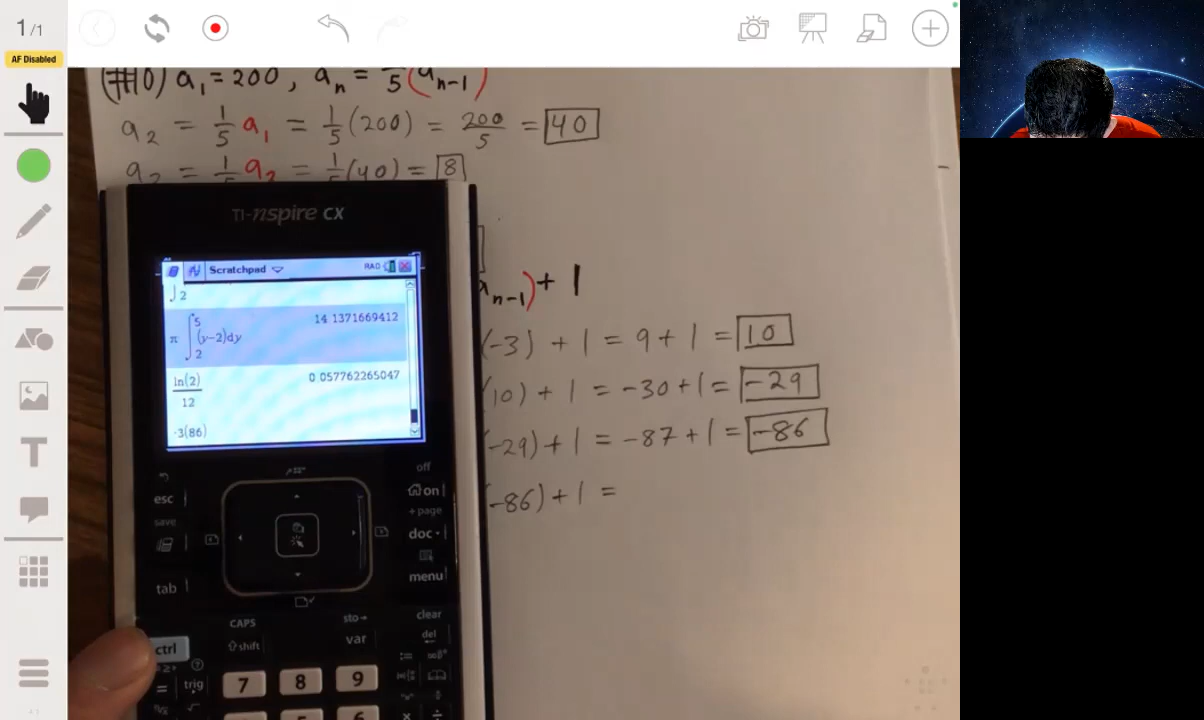 1/1
AF Disabled
(#10) a₁ = 200 , aₙ = /5 (aₙ₋₁)
a₂ = 1/5 a₁ = 1/5 (200) = 200/5 = 40
a₂ = 1/5 a₂ = 1/5 (40) = 8
TI-nspire CX
Scratchpad RAD
∫ 2
π ∫₂⁵ (y-2)dy 14.1371669412
ln(2)/12 0.057762265047
-3(86)
aₙ₋₁) + 1
(-3) + 1 = 9 + 1 = 10
10) + 1 = -30 + 1 = -29
-29) + 1 = -87 + 1 = -86
-86) + 1 =
off
esc on
save + page
doc
tab menu
CAPS sto→ clear
ctrl shift var del
trig 7 8 9
T